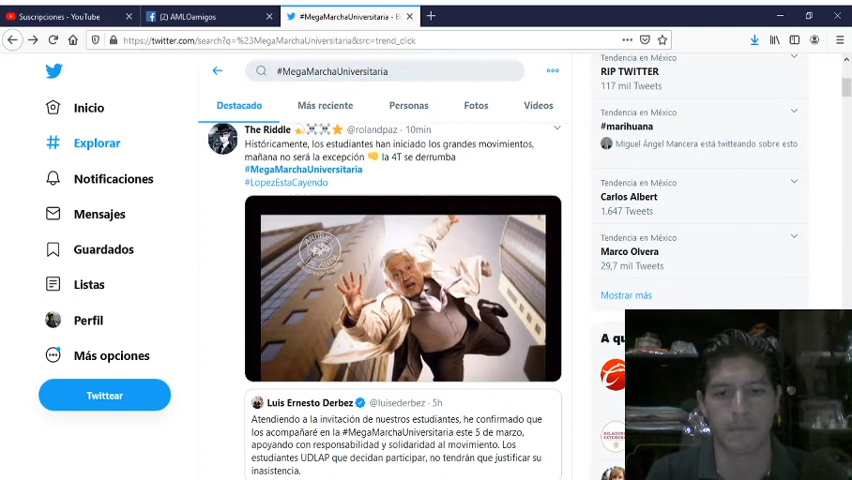 Suscripciones - YouTube
(2) AMLOamigos
#MegaMarchaUniversitaria - B
https://twitter.com/search?q=%23MegaMarchaUniversitaria&src=trend_click
#MegaMarchaUniversitaria
Destacado
Más reciente
Personas
Fotos
Videos
Inicio
Explorar
Notificaciones
Mensajes
Guardados
Listas
Perfil
Más opciones
Twittear
The Riddle @rolandpaz · 10min
Históricamente, los estudiantes han iniciado los grandes movimientos,
mañana no será la excepción 👊 la 4T se derrumba
#MegaMarchaUniversitaria
#LopezEstaCayendo
Luis Ernesto Derbez @luisederbez · 5h
Atendiendo a la invitación de nuestros estudiantes, he confirmado que
los acompañaré en la #MegaMarchaUniversitaria este 5 de marzo,
apoyando con responsabilidad y solidaridad al movimiento. Los
estudiantes UDLAP que decidan participar, no tendrán que justificar su
inasistencia.
Tendencia en México
RIP TWITTER
117 mil Tweets
Tendencia en México
#marihuana
Miguel Ángel Mancera está twitteando sobre esto
Tendencia en México
Carlos Albert
1.647 Tweets
Tendencia en México
Marco Olvera
29,7 mil Tweets
Mostrar más
A qu